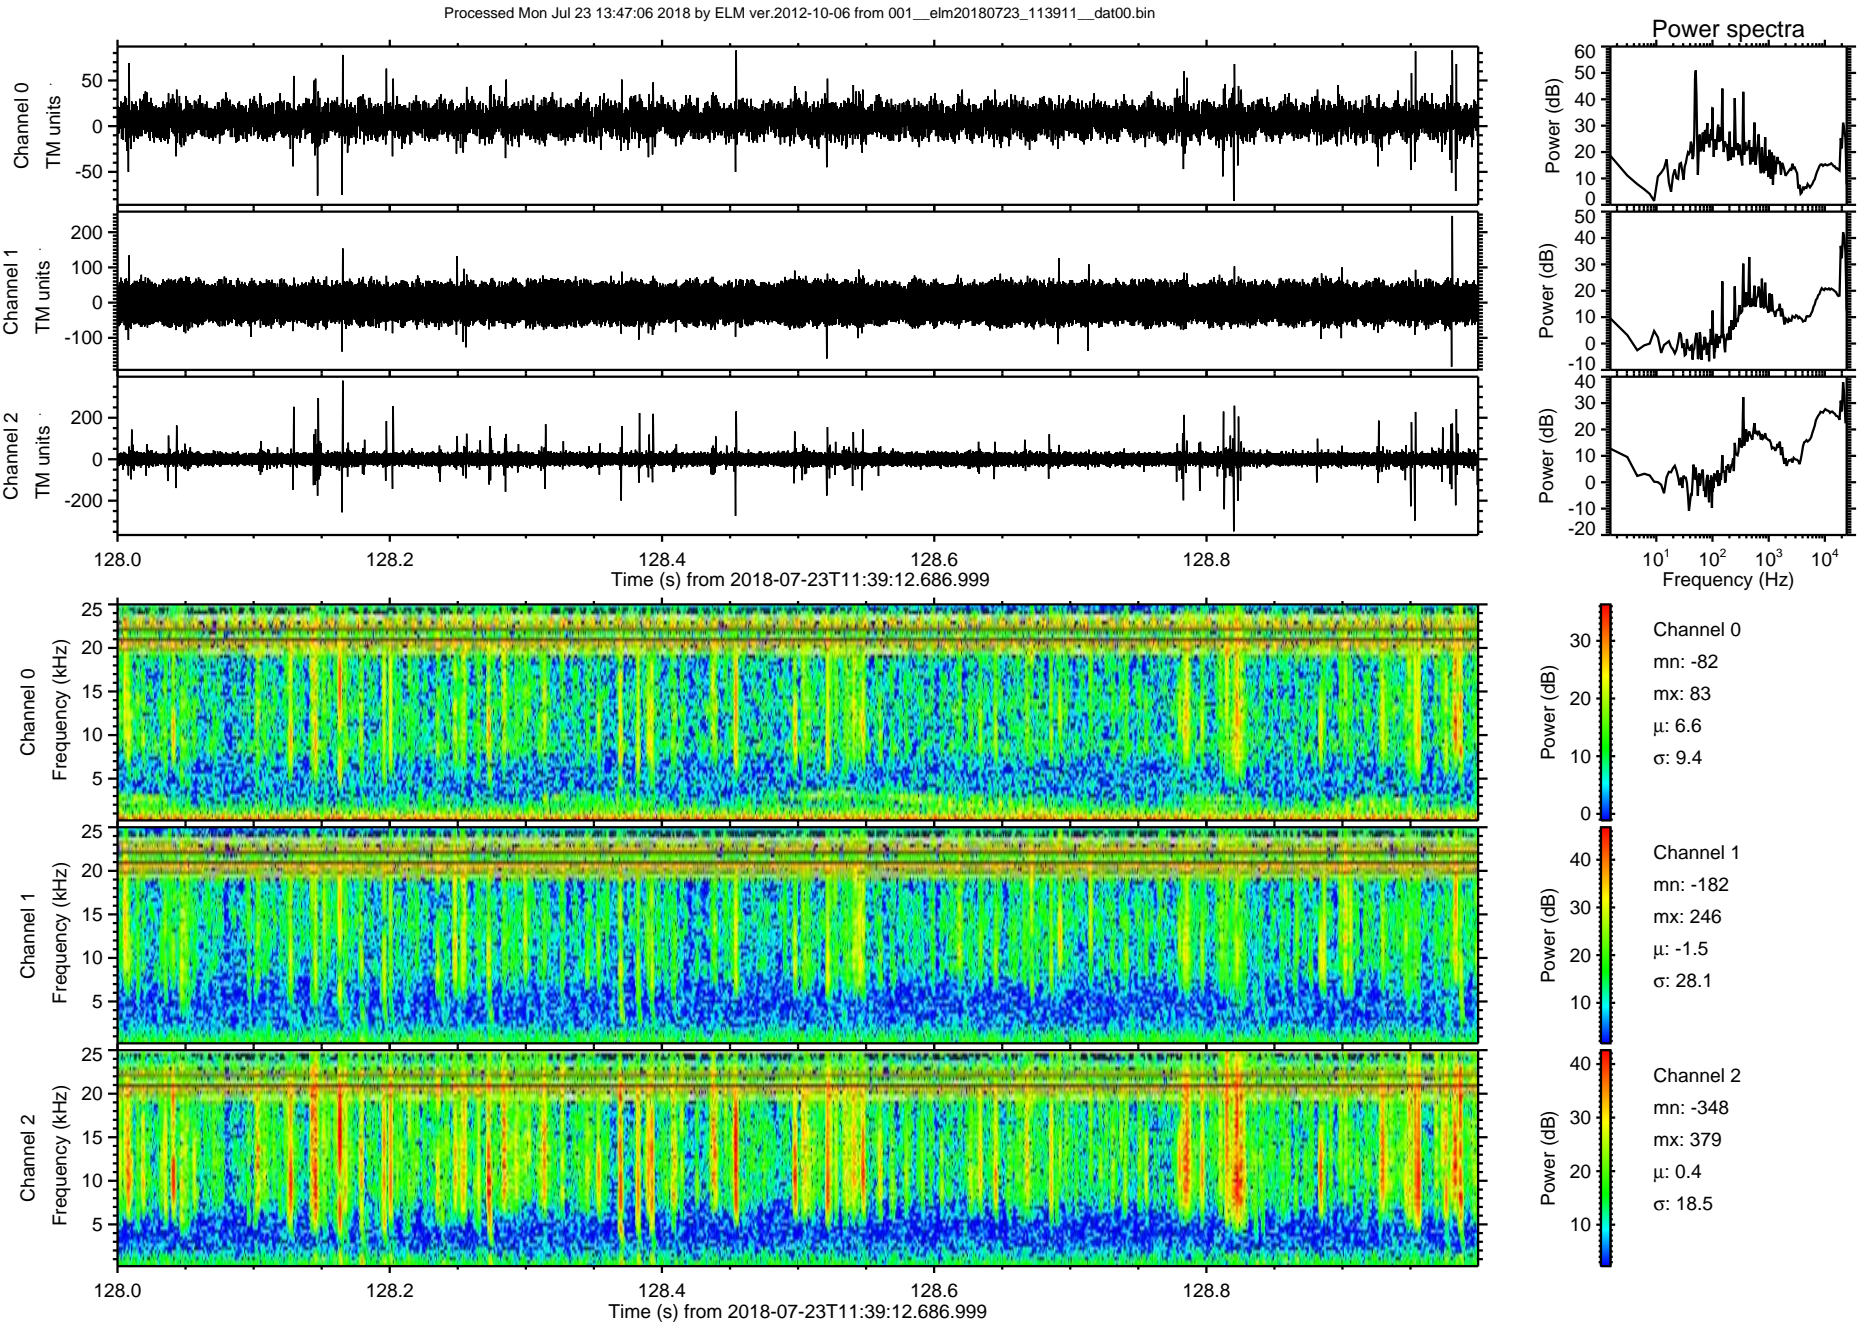 Processed Mon Jul 23 13:47:06 2018 by ELM ver.2012-10-06 from 001__elm20180723_113911__dat00.bin
Power spectra
Channel 0
TM units
50
0
-50
Power (dB)
60
50
40
30
20
10
0
Channel 1
TM units
200
100
0
-100
Power (dB)
50
40
30
20
10
0
-10
Channel 2
TM units
200
0
-200
Power (dB)
40
30
20
10
0
-10
-20
128.0 128.2 128.4 128.6 128.8
Time (s) from 2018-07-23T11:39:12.686.999
10¹ 10² 10³ 10⁴
Frequency (Hz)
Channel 0
Frequency (kHz)
25
20
15
10
5
Power (dB)
30
20
10
0
Channel 0
mn: -82
mx: 83
μ: 6.6
σ: 9.4
Channel 1
Frequency (kHz)
25
20
15
10
5
Power (dB)
40
30
20
10
Channel 1
mn: -182
mx: 246
μ: -1.5
σ: 28.1
Channel 2
Frequency (kHz)
25
20
15
10
5
Power (dB)
40
30
20
10
Channel 2
mn: -348
mx: 379
μ: 0.4
σ: 18.5
128.0 128.2 128.4 128.6 128.8
Time (s) from 2018-07-23T11:39:12.686.999